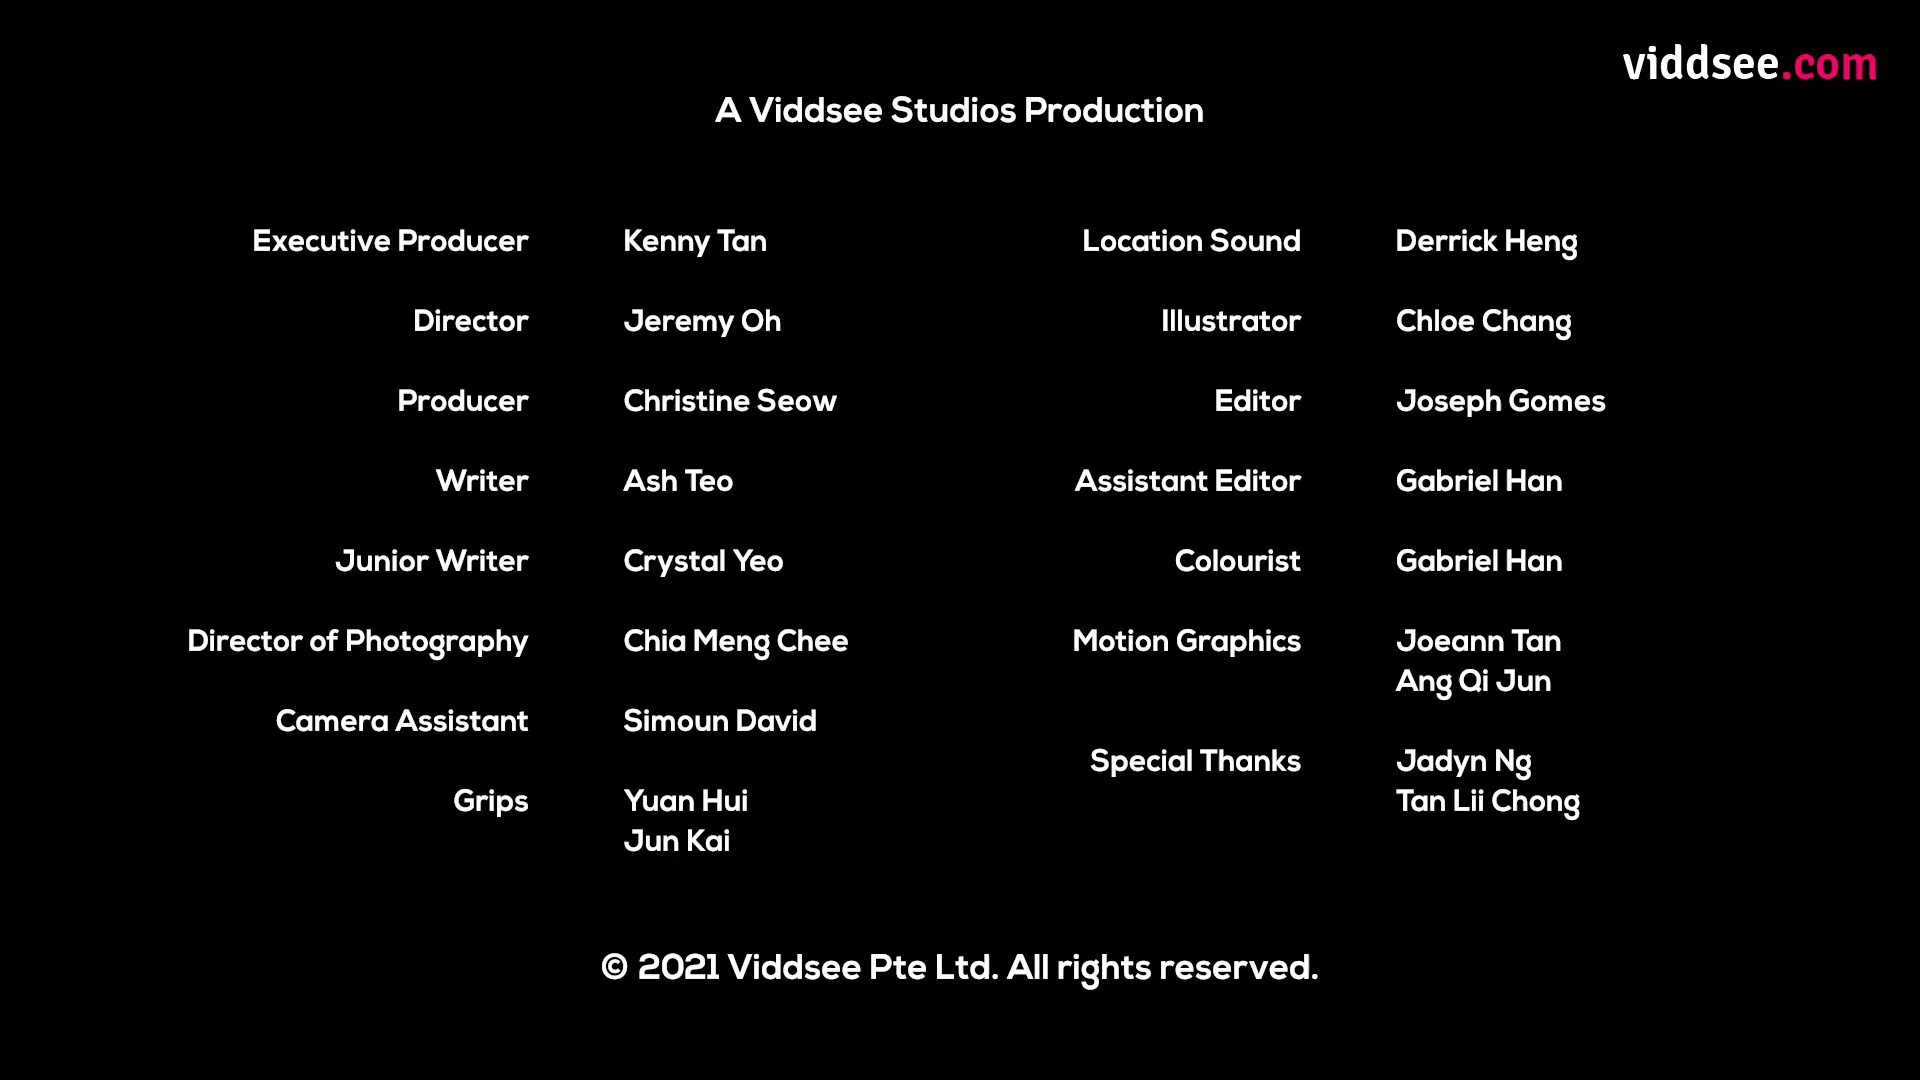 viddsee.com
A Viddsee Studios Production
Executive Producer Kenny Tan
Director Jeremy Oh
Producer Christine Seow
Writer Ash Teo
Junior Writer Crystal Yeo
Director of Photography Chia Meng Chee
Camera Assistant Simoun David
Grips Yuan Hui
Jun Kai
Location Sound Derrick Heng
Illustrator Chloe Chang
Editor Joseph Gomes
Assistant Editor Gabriel Han
Colourist Gabriel Han
Motion Graphics Joeann Tan
Ang Qi Jun
Special Thanks Jadyn Ng
Tan Lii Chong
© 2021 Viddsee Pte Ltd. All rights reserved.